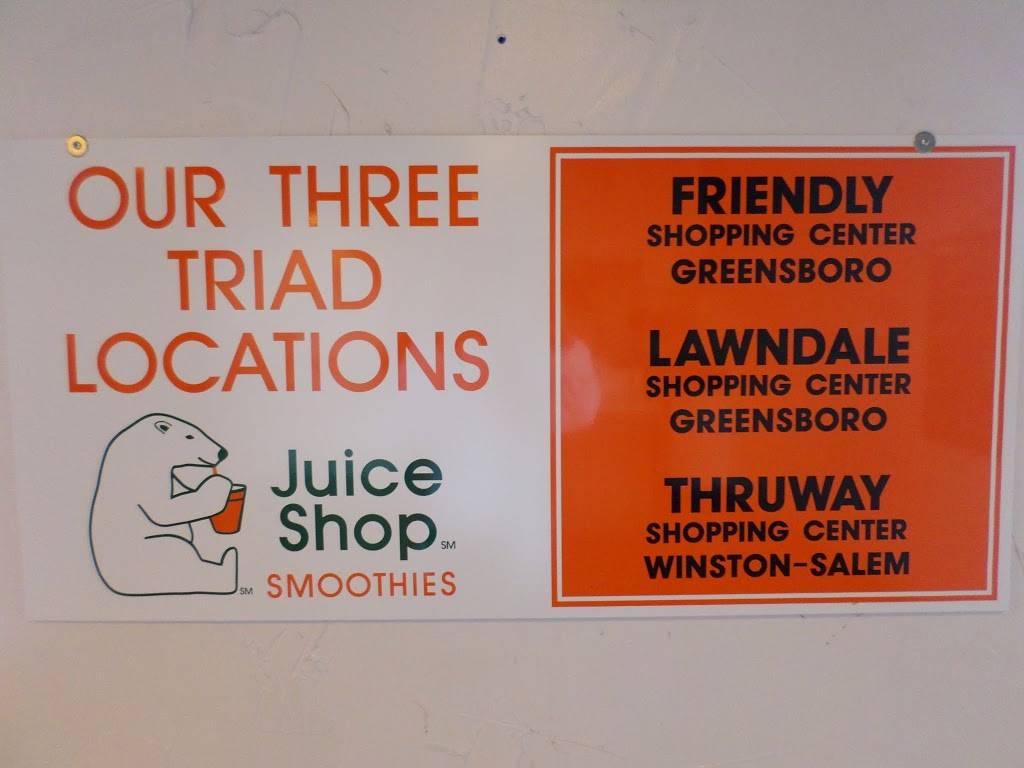 OUR THREE
TRIAD
LOCATIONS
Juice
Shop SM
SM SMOOTHIES
FRIENDLY
SHOPPING CENTER
GREENSBORO
LAWNDALE
SHOPPING CENTER
GREENSBORO
THRUWAY
SHOPPING CENTER
WINSTON-SALEM